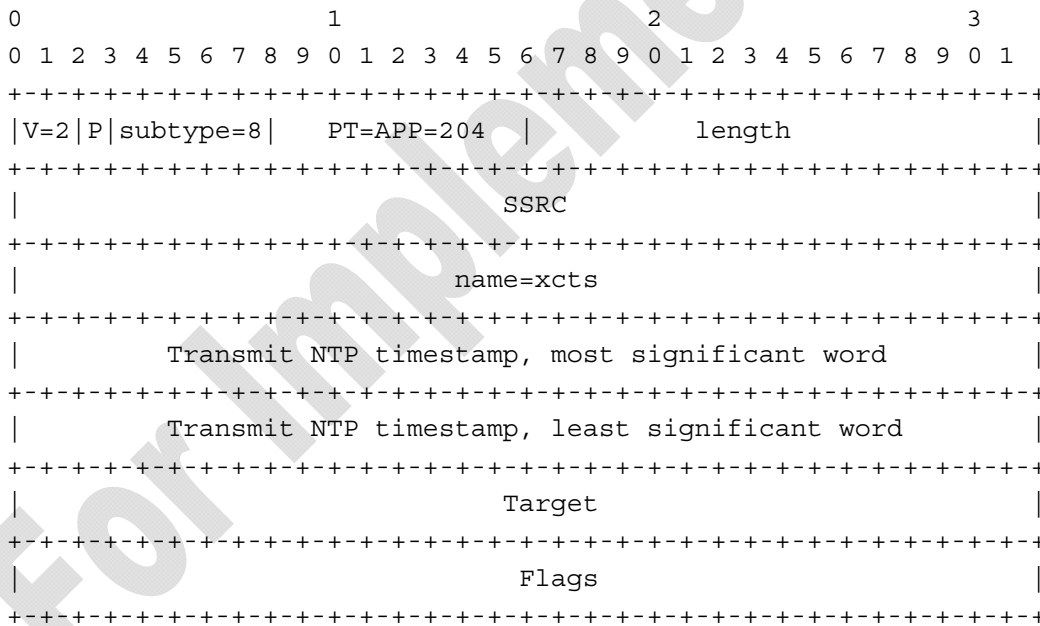 0                   1                   2                   3
0 1 2 3 4 5 6 7 8 9 0 1 2 3 4 5 6 7 8 9 0 1 2 3 4 5 6 7 8 9 0 1
+-+-+-+-+-+-+-+-+-+-+-+-+-+-+-+-+-+-+-+-+-+-+-+-+-+-+-+-+-+-+-+-+
|V=2|P|subtype=8|   PT=APP=204  |          length               |
+-+-+-+-+-+-+-+-+-+-+-+-+-+-+-+-+-+-+-+-+-+-+-+-+-+-+-+-+-+-+-+-+
|                              SSRC                             |
+-+-+-+-+-+-+-+-+-+-+-+-+-+-+-+-+-+-+-+-+-+-+-+-+-+-+-+-+-+-+-+-+
|                           name=xcts                           |
+-+-+-+-+-+-+-+-+-+-+-+-+-+-+-+-+-+-+-+-+-+-+-+-+-+-+-+-+-+-+-+-+
|         Transmit NTP timestamp, most significant word         |
+-+-+-+-+-+-+-+-+-+-+-+-+-+-+-+-+-+-+-+-+-+-+-+-+-+-+-+-+-+-+-+-+
|         Transmit NTP timestamp, least significant word        |
+-+-+-+-+-+-+-+-+-+-+-+-+-+-+-+-+-+-+-+-+-+-+-+-+-+-+-+-+-+-+-+-+
|                              Target                           |
+-+-+-+-+-+-+-+-+-+-+-+-+-+-+-+-+-+-+-+-+-+-+-+-+-+-+-+-+-+-+-+-+
|                               Flags                           |
+-+-+-+-+-+-+-+-+-+-+-+-+-+-+-+-+-+-+-+-+-+-+-+-+-+-+-+-+-+-+-+-+
For Impleme